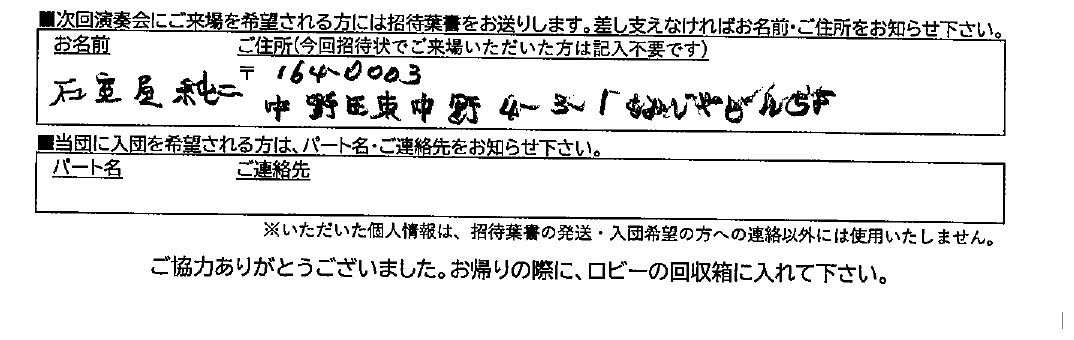 ■次回演奏会にご来場を希望される方には招待葉書をお送りします。差し支えなければお名前・ご住所をお知らせ下さい。
お名前 ご住所(今回招待状でご来場いただいた方は記入不要です)
〒 164-0003
石重屋 純二 中野区東中野 4-3-1
■当団に入団を希望される方は、パート名・ご連絡先をお知らせ下さい。
パート名 ご連絡先
※いただいた個人情報は、招待葉書の発送・入団希望の方への連絡以外には使用いたしません。
ご協力ありがとうございました。お帰りの際に、ロビーの回収箱に入れて下さい。